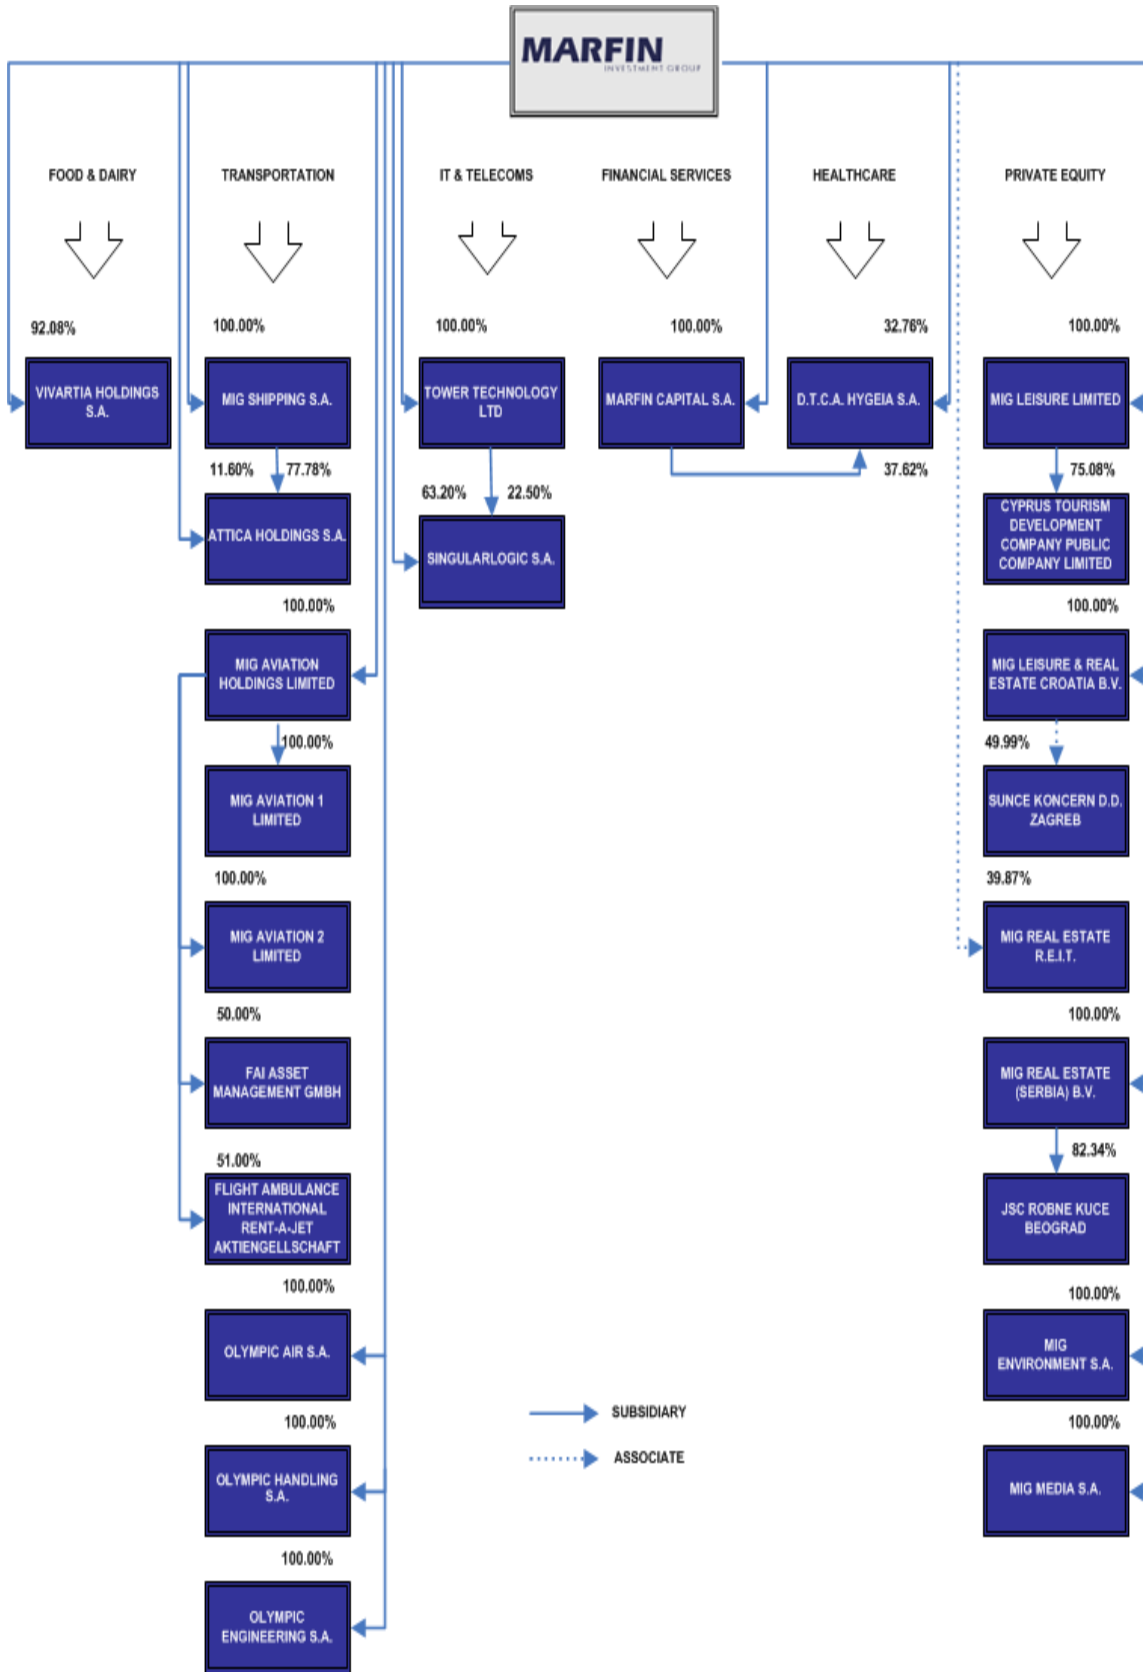 MARFIN
INVESTMENT GROUP
FOOD & DAIRY
TRANSPORTATION
IT & TELECOMS
FINANCIAL SERVICES
HEALTHCARE
PRIVATE EQUITY
92.08%
100.00%
100.00%
100.00%
32.76%
100.00%
VIVARTIA HOLDINGS
S.A.
MIG SHIPPING S.A.
TOWER TECHNOLOGY
LTD
MARFIN CAPITAL S.A.
D.T.C.A. HYGEIA S.A.
MIG LEISURE LIMITED
11.60%
77.78%
63.20%
22.50%
37.62%
75.08%
ATTICA HOLDINGS S.A.
SINGULARLOGIC S.A.
CYPRUS TOURISM
DEVELOPMENT
COMPANY PUBLIC
COMPANY LIMITED
100.00%
100.00%
MIG AVIATION
HOLDINGS LIMITED
MIG LEISURE & REAL
ESTATE CROATIA B.V.
100.00%
49.99%
MIG AVIATION 1
LIMITED
SUNCE KONCERN D.D.
ZAGREB
100.00%
39.87%
MIG AVIATION 2
LIMITED
MIG REAL ESTATE
R.E.I.T.
50.00%
100.00%
FAI ASSET
MANAGEMENT GMBH
MIG REAL ESTATE
(SERBIA) B.V.
51.00%
82.34%
FLIGHT AMBULANCE
INTERNATIONAL
RENT-A-JET
AKTIENGELLSCHAFT
JSC ROBNE KUCE
BEOGRAD
100.00%
100.00%
OLYMPIC AIR S.A.
MIG
ENVIRONMENT S.A.
100.00%
100.00%
OLYMPIC HANDLING
S.A.
MIG MEDIA S.A.
100.00%
OLYMPIC
ENGINEERING S.A.
SUBSIDIARY
ASSOCIATE